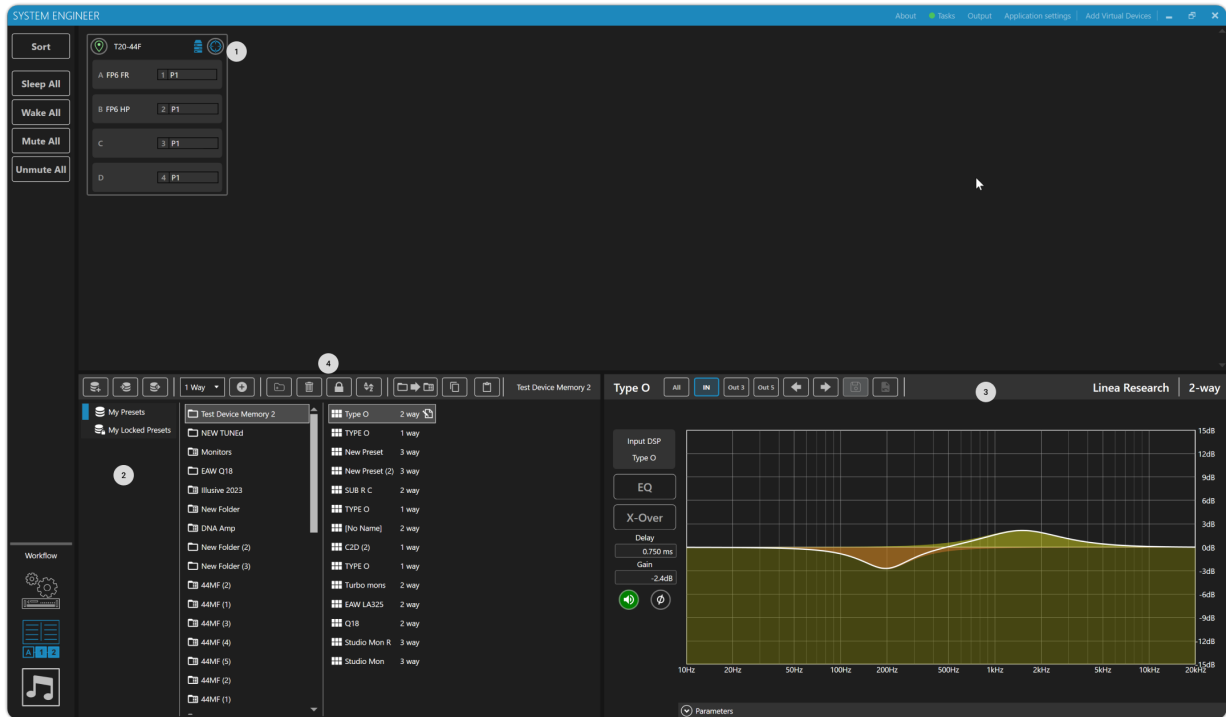 SYSTEM ENGINEER
About Tasks Output Application settings Add Virtual Devices
Sort
Sleep All
Wake All
Mute All
Unmute All
T20-44F
1
A FP6 FR 1 P1
B FP6 HP 2 P1
C 3 P1
D 4 P1
4
1 Way
Test Device Memory 2
My Presets
My Locked Presets
2
Test Device Memory 2
NEW TUNEd
Monitors
EAW Q18
Illusive 2023
New Folder
DNA Amp
New Folder (2)
New Folder (3)
44MF (2)
44MF (1)
44MF (3)
44MF (4)
44MF (5)
44MF (2)
44MF (1)
Type O 2 way
TYPE O 1 way
New Preset 3 way
New Preset (2) 3 way
SUB R C 2 way
TYPE O 1 way
[No Name] 2 way
C2D (2) 1 way
TYPE O 1 way
Turbo mons 2 way
EAW LA325 2 way
Q18 2 way
Studio Mon R 3 way
Studio Mon 3 way
Type O All IN Out 3 Out 5
3
Linea Research 2-way
Input DSP
Type O
EQ
X-Over
Delay
0.750 ms
Gain
-2.4dB
15dB
12dB
9dB
6dB
3dB
0dB
-3dB
-6dB
-9dB
-12dB
-15dB
10Hz 20Hz 50Hz 100Hz 200Hz 500Hz 1kHz 2kHz 5kHz 10kHz 20kHz
Parameters
Workflow
A 1 2